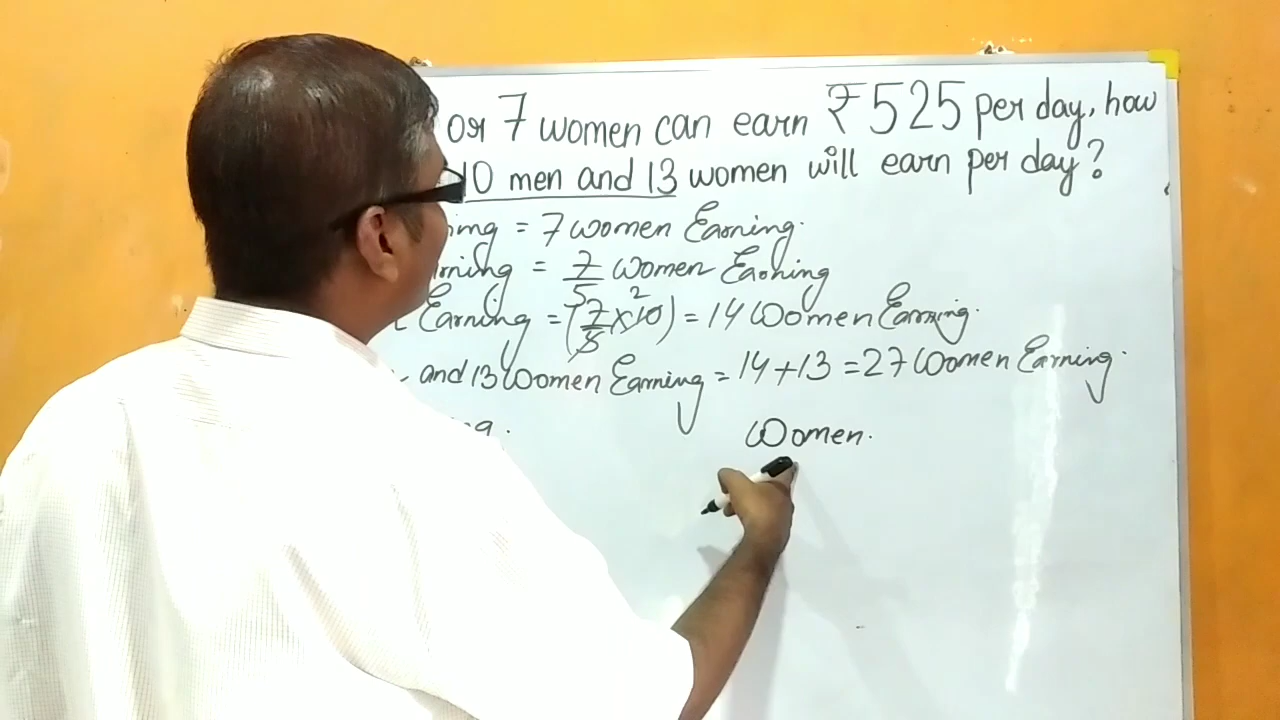 or 7 women can earn ₹525 per day, how
10 men and 13 women will earn per day?
= 7 women Earning.
= 7/5 women Earning
Earning = (7/5 x 10 2) = 14 Women Earning.
and 13 Women Earning = 14 + 13 = 27 Women Earning.
Women.